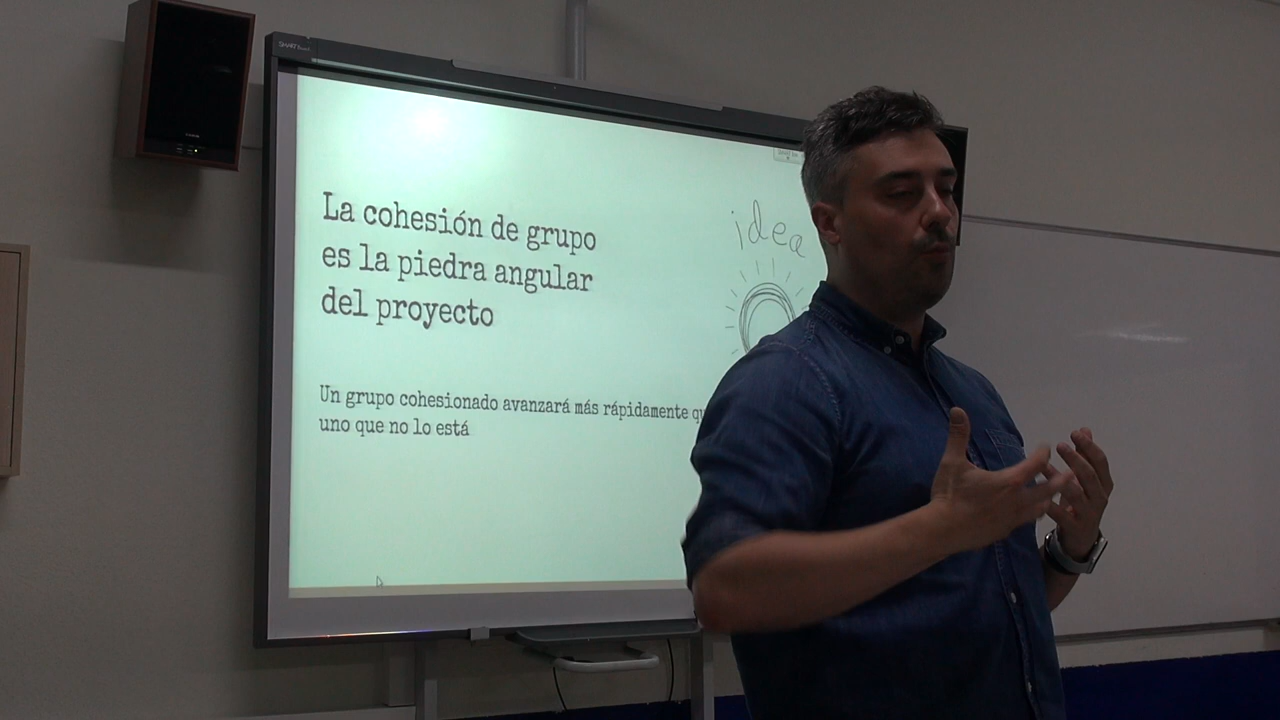 SMART
La cohesión de grupo
es la piedra angular
del proyecto
idea
Un grupo cohesionado avanzará más rápidamente
uno que no lo está